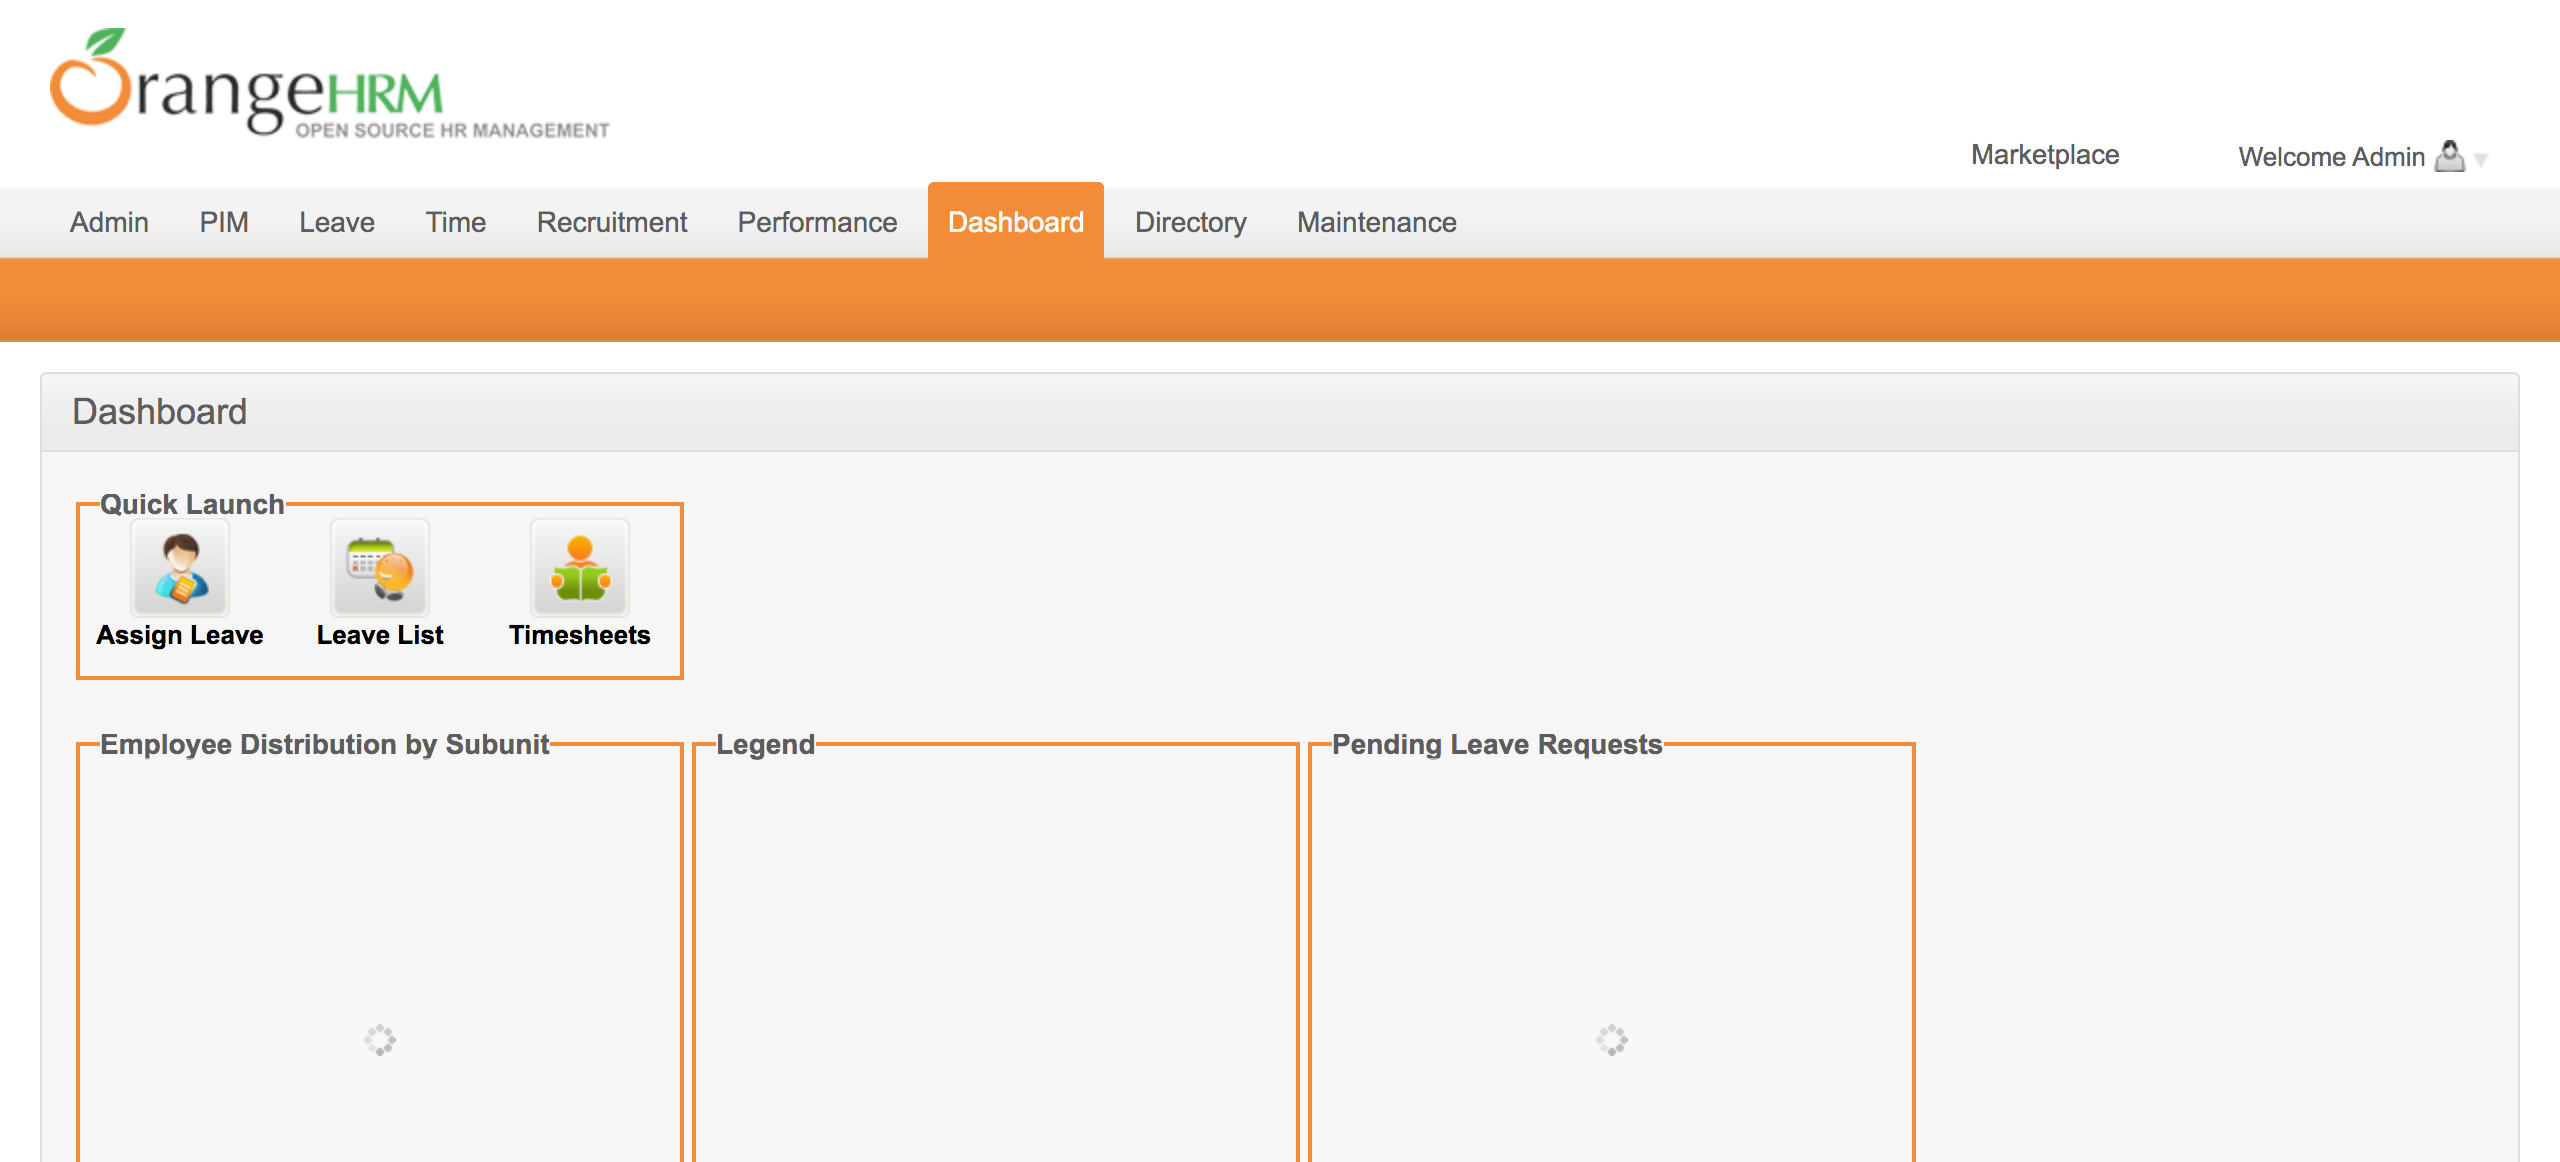 OrangeHRM
OPEN SOURCE HR MANAGEMENT
Marketplace
Welcome Admin
Admin PIM Leave Time Recruitment Performance Dashboard Directory Maintenance
Dashboard
Quick Launch
Assign Leave Leave List Timesheets
Employee Distribution by Subunit Legend Pending Leave Requests